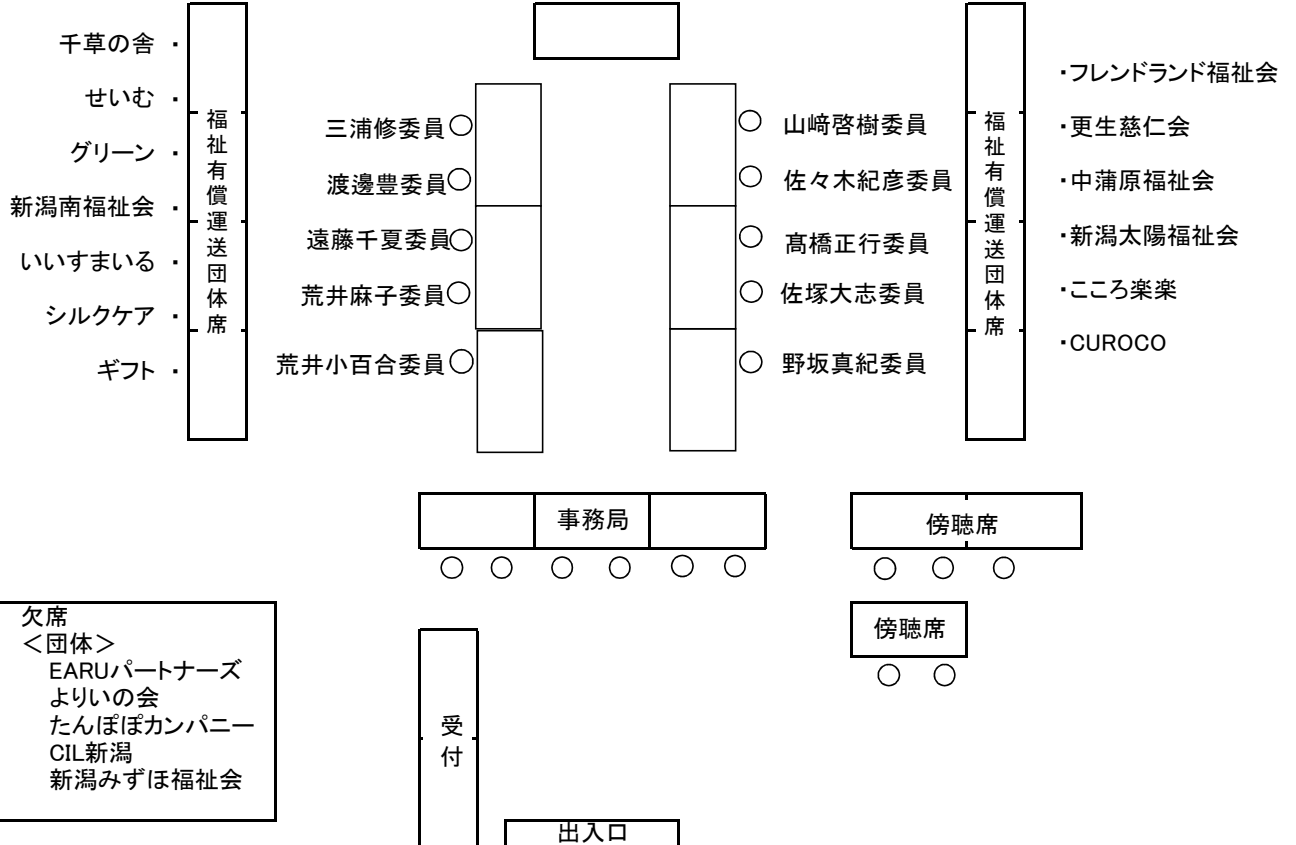 千草の舎 ・
せいむ ・
グリーン ・
新潟南福祉会 ・
いいすまいる ・
シルクケア ・
ギフト ・
福祉有償運送団体席
三浦修委員○
渡邊豊委員○
遠藤千夏委員○
荒井麻子委員○
荒井小百合委員○
○ 山﨑啓樹委員
○ 佐々木紀彦委員
○ 髙橋正行委員
○ 佐塚大志委員
○ 野坂真紀委員
福祉有償運送団体席
・フレンドランド福祉会
・更生慈仁会
・中蒲原福祉会
・新潟太陽福祉会
・こころ楽楽
・CUROCO
事務局
傍聴席
傍聴席
欠席
＜団体＞
EARUパートナーズ
よりいの会
たんぽぽカンパニー
CIL新潟
新潟みずほ福祉会
受付
出入口